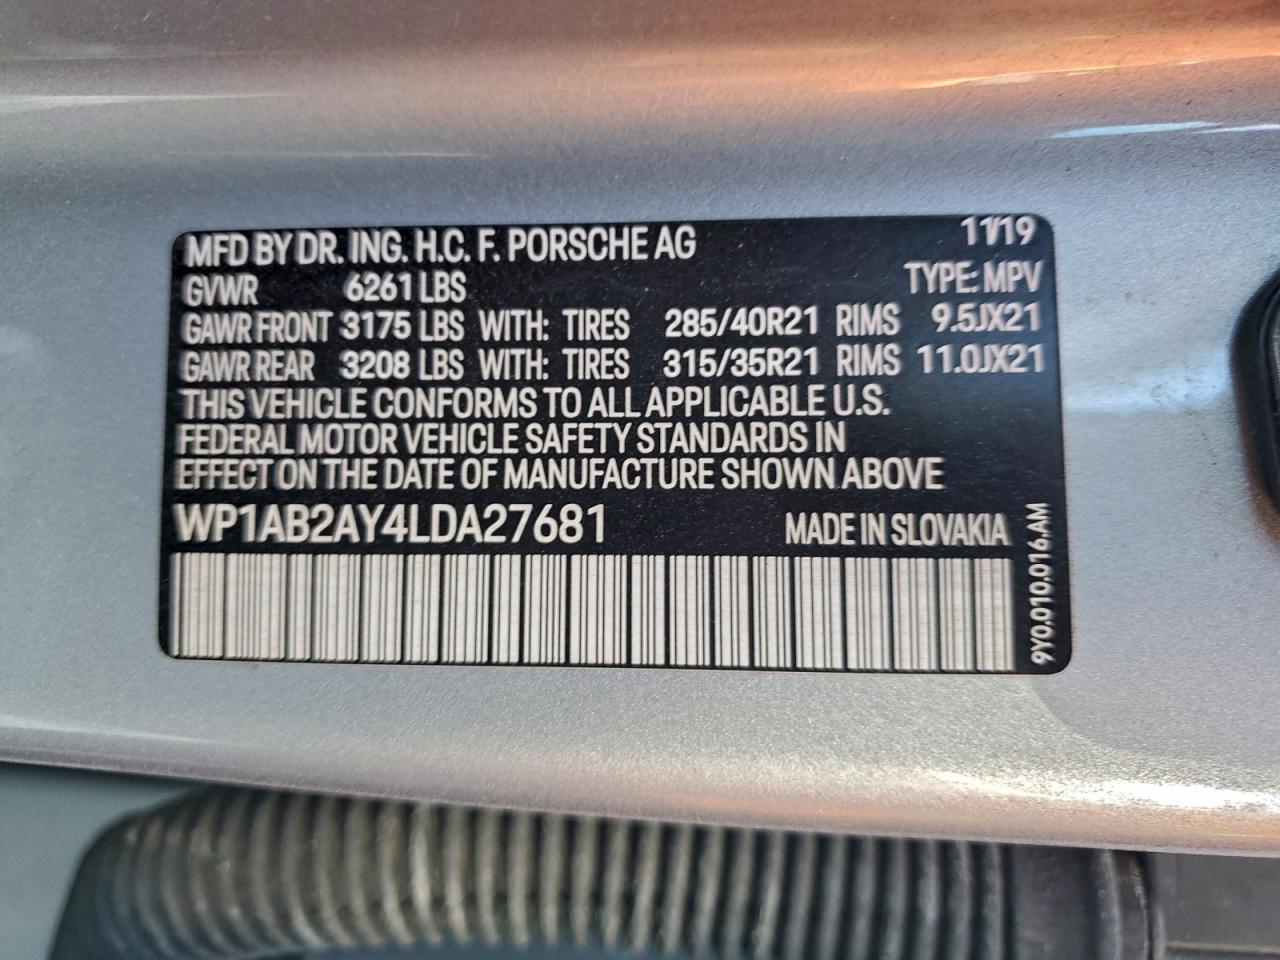 MFD BY DR. ING. H.C. F. PORSCHE AG 11/19
GVWR 6261 LBS TYPE: MPV
GAWR FRONT 3175 LBS WITH: TIRES 285/40R21 RIMS 9.5JX21
GAWR REAR 3208 LBS WITH: TIRES 315/35R21 RIMS 11.0JX21
THIS VEHICLE CONFORMS TO ALL APPLICABLE U.S.
FEDERAL MOTOR VEHICLE SAFETY STANDARDS IN
EFFECT ON THE DATE OF MANUFACTURE SHOWN ABOVE
WP1AB2AY4LDA27681 MADE IN SLOVAKIA
9Y0.010.016.AM